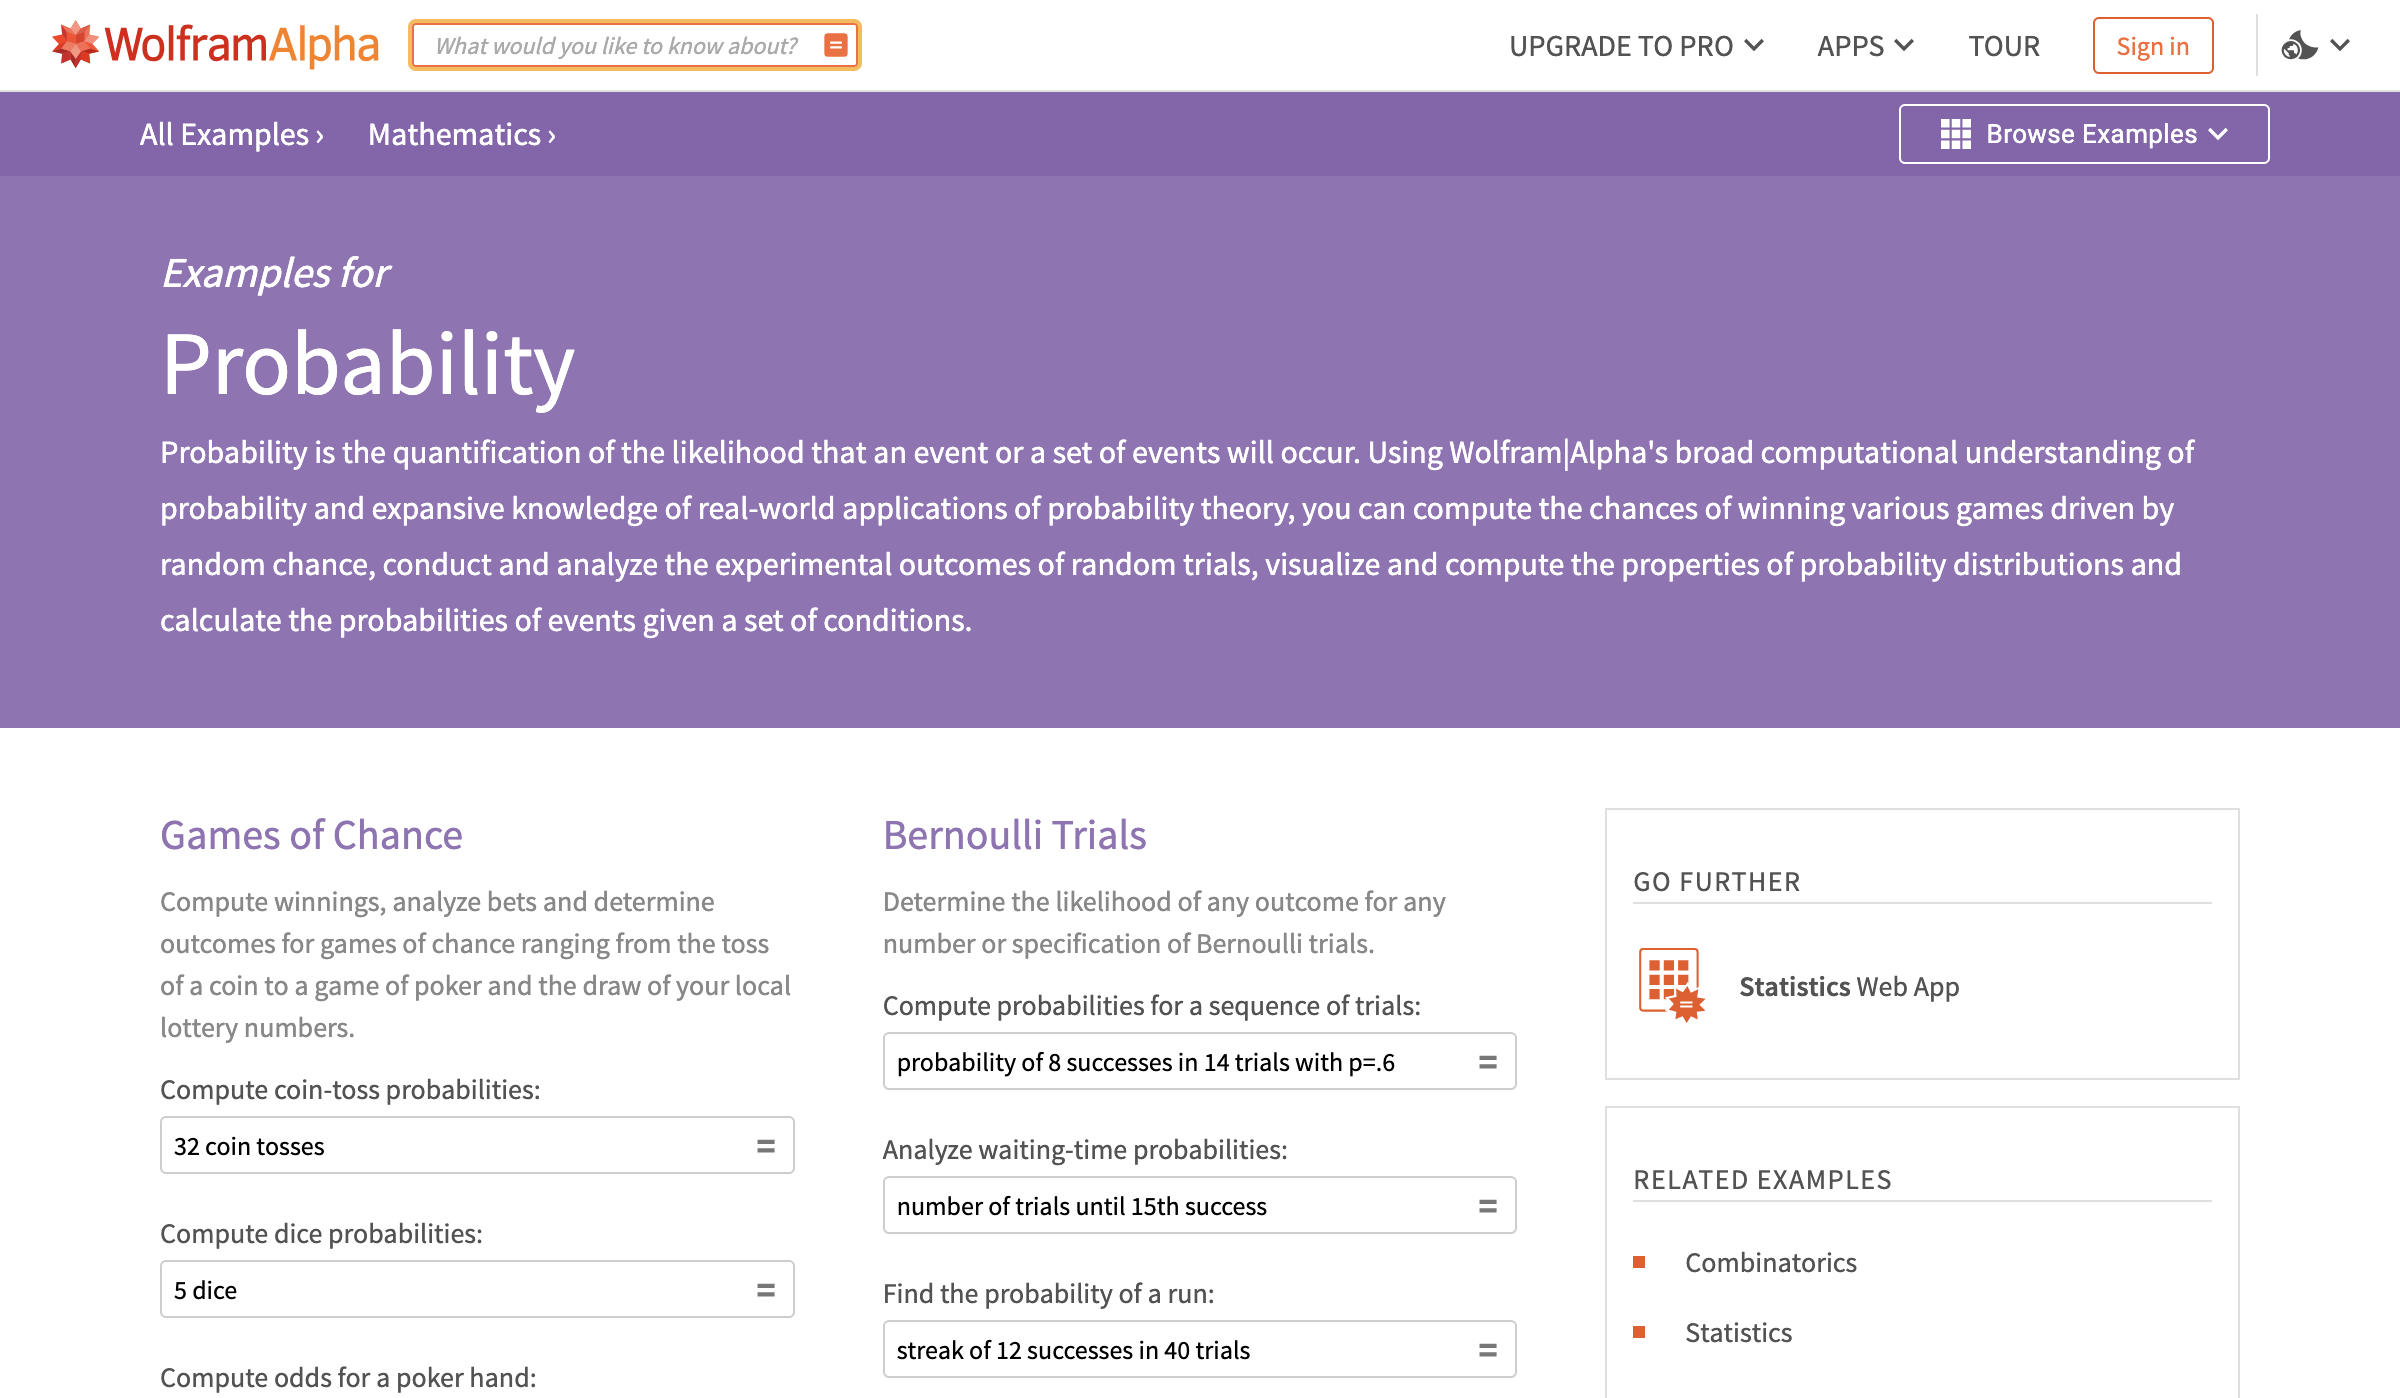 WolframAlpha
What would you like to know about?
UPGRADE TO PRO
APPS
TOUR
Sign in
All Examples ›
Mathematics ›
Browse Examples
Examples for
Probability
Probability is the quantification of the likelihood that an event or a set of events will occur. Using Wolfram|Alpha's broad computational understanding of
probability and expansive knowledge of real-world applications of probability theory, you can compute the chances of winning various games driven by
random chance, conduct and analyze the experimental outcomes of random trials, visualize and compute the properties of probability distributions and
calculate the probabilities of events given a set of conditions.
Games of Chance
Compute winnings, analyze bets and determine
outcomes for games of chance ranging from the toss
of a coin to a game of poker and the draw of your local
lottery numbers.
Compute coin-toss probabilities:
32 coin tosses
=
Compute dice probabilities:
5 dice
=
Compute odds for a poker hand:
Bernoulli Trials
Determine the likelihood of any outcome for any
number or specification of Bernoulli trials.
Compute probabilities for a sequence of trials:
probability of 8 successes in 14 trials with p=.6
=
Analyze waiting-time probabilities:
number of trials until 15th success
=
Find the probability of a run:
streak of 12 successes in 40 trials
=
GO FURTHER
Statistics Web App
RELATED EXAMPLES
Combinatorics
Statistics